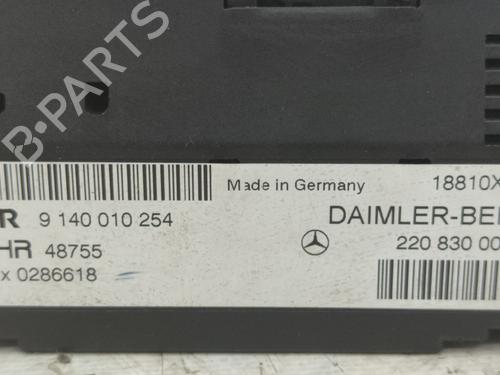 B-PARTS
Made in Germany
18810X
R 9 140 010 254
DAIMLER-BE
HR 48755
220 830 00
x 0286618